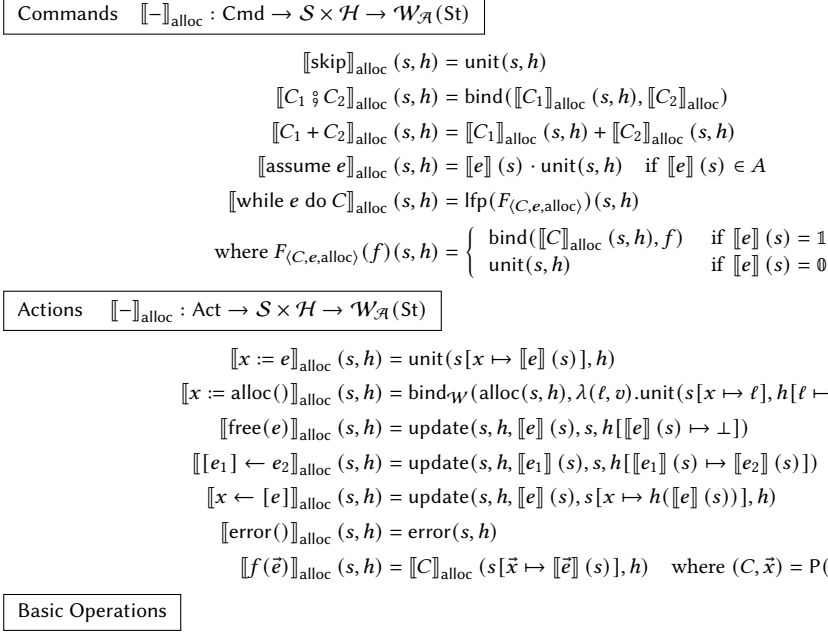 Commands ⟦−⟧alloc : Cmd → 𝒮 × ℋ → 𝒲𝒜(St)
⟦skip⟧alloc (s, h) = unit(s, h)
⟦C1 ⨟ C2⟧alloc (s, h) = bind(⟦C1⟧alloc (s, h), ⟦C2⟧alloc)
⟦C1 + C2⟧alloc (s, h) = ⟦C1⟧alloc (s, h) + ⟦C2⟧alloc (s, h)
⟦assume e⟧alloc (s, h) = ⟦e⟧ (s) · unit(s, h) if ⟦e⟧ (s) ∈ A
⟦while e do C⟧alloc (s, h) = lfp(F⟨C,e,alloc⟩)(s, h)
where F⟨C,e,alloc⟩(f)(s, h) = { bind(⟦C⟧alloc (s, h), f) if ⟦e⟧ (s) = 𝟙
unit(s, h) if ⟦e⟧ (s) = 𝟘
Actions ⟦−⟧alloc : Act → 𝒮 × ℋ → 𝒲𝒜(St)
⟦x := e⟧alloc (s, h) = unit(s[x ↦ ⟦e⟧ (s)], h)
⟦x := alloc()⟧alloc (s, h) = bind𝒲(alloc(s, h), λ(ℓ, v).unit(s[x ↦ ℓ], h[ℓ
⟦free(e)⟧alloc (s, h) = update(s, h, ⟦e⟧ (s), s, h[⟦e⟧ (s) ↦ ⊥])
⟦[e1] ← e2⟧alloc (s, h) = update(s, h, ⟦e1⟧ (s), s, h[⟦e1⟧ (s) ↦ ⟦e2⟧ (s)])
⟦x ← [e]⟧alloc (s, h) = update(s, h, ⟦e⟧ (s), s[x ↦ h(⟦e⟧ (s))], h)
⟦error()⟧alloc (s, h) = error(s, h)
⟦f(e⃗)⟧alloc (s, h) = ⟦C⟧alloc (s[x⃗ ↦ ⟦e⃗⟧ (s)], h) where (C, x⃗) = P(
Basic Operations